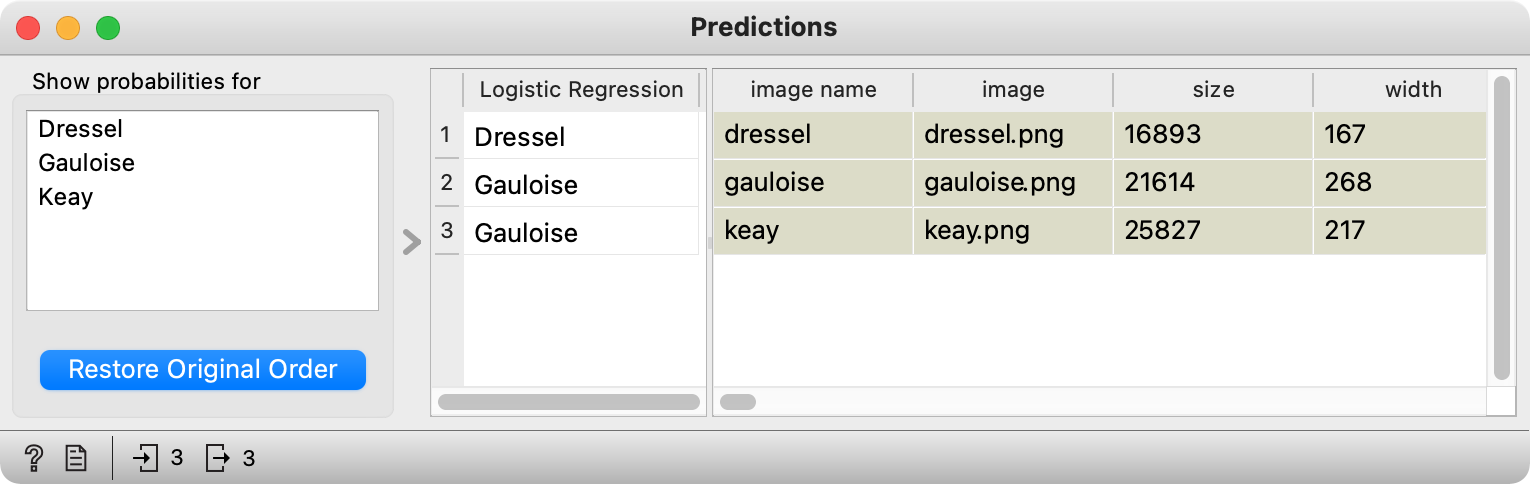 Predictions
Show probabilities for
Dressel
Gauloise
Keay
Restore Original Order
Logistic Regression image name image size width
1 Dressel dressel dressel.png 16893 167
2 Gauloise gauloise gauloise.png 21614 268
3 Gauloise keay keay.png 25827 217
? 3 3